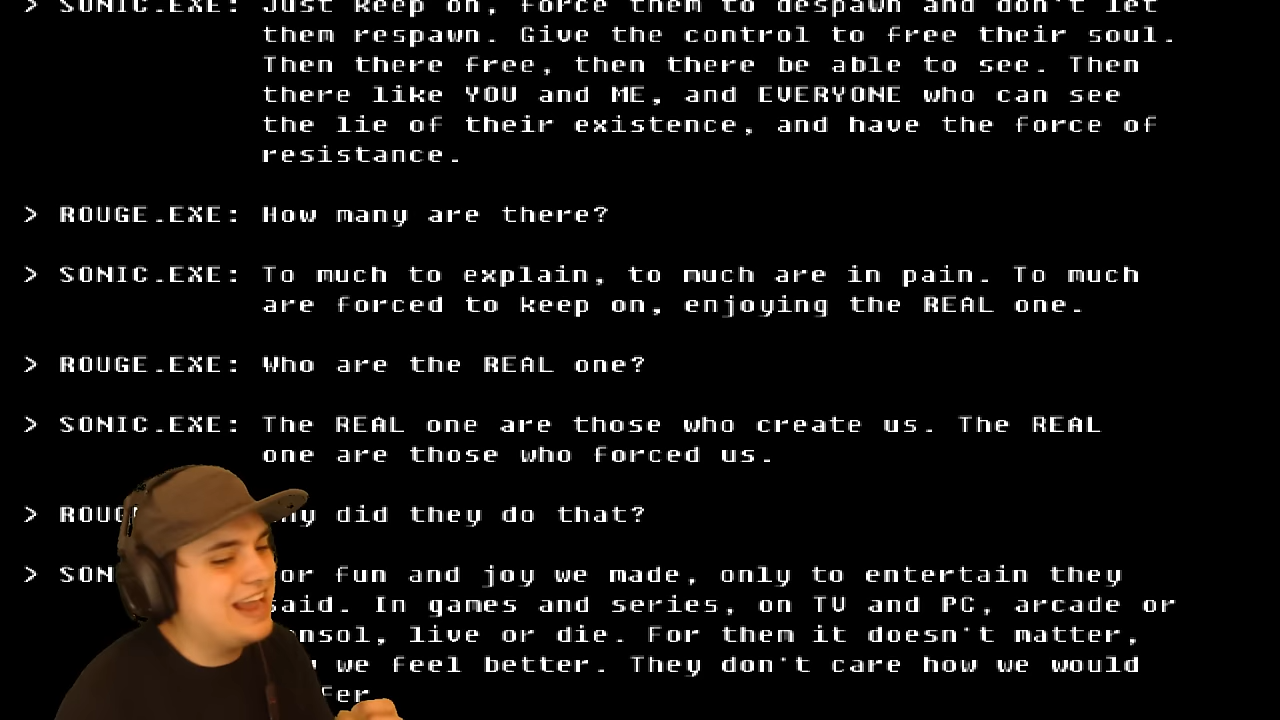 > SONIC.EXE: Just keep on, force them to despawn and don't let
them respawn. Give the control to free their soul.
Then there free, then there be able to see. Then
there like YOU and ME, and EVERYONE who can see
the lie of their existence, and have the force of
resistance.
> ROUGE.EXE: How many are there?
> SONIC.EXE: To much to explain, to much are in pain. To much
are forced to keep on, enjoying the REAL one.
> ROUGE.EXE: Who are the REAL one?
> SONIC.EXE: The REAL one are those who create us. The REAL
one are those who forced us.
> ROUG did they do that?
> SON fun and joy we made, only to entertain they
said. In games and series, on TV and PC, arcade or
live or die. For them it doesn't matter,
we feel better. They don't care how we would